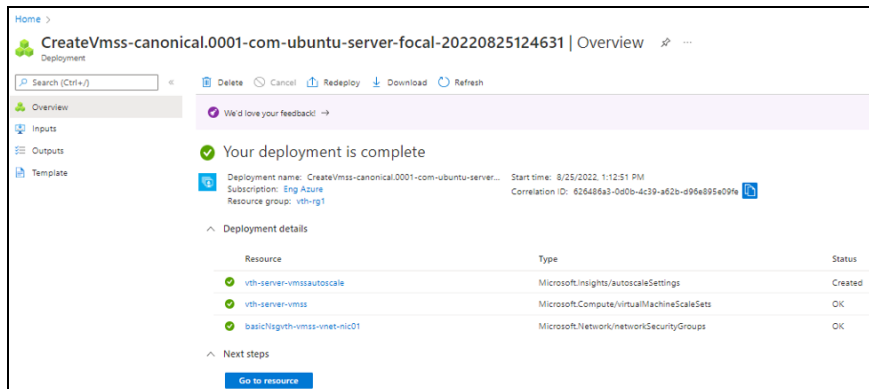 Home >
CreateVmss-canonical.0001-com-ubuntu-server-focal-20220825124631 | Overview ...
Deployment
Search (Ctrl+/) «
Delete Cancel Redeploy Download Refresh
Overview
We'd love your feedback! →
Inputs
Outputs
Template
Your deployment is complete
Deployment name: CreateVmss-canonical.0001-com-ubuntu-server... Start time: 8/25/2022, 1:12:51 PM
Subscription: Eng Azure Correlation ID: 626486a3-0d0b-4c39-a62b-d96e895e09fe
Resource group: vth-rg1
Deployment details
Resource Type Status
vth-server-vmssautoscale Microsoft.Insights/autoscaleSettings Created
vth-server-vmss Microsoft.Compute/virtualMachineScaleSets OK
basicNsgvth-vmss-vnet-nic01 Microsoft.Network/networkSecurityGroups OK
Next steps
Go to resource